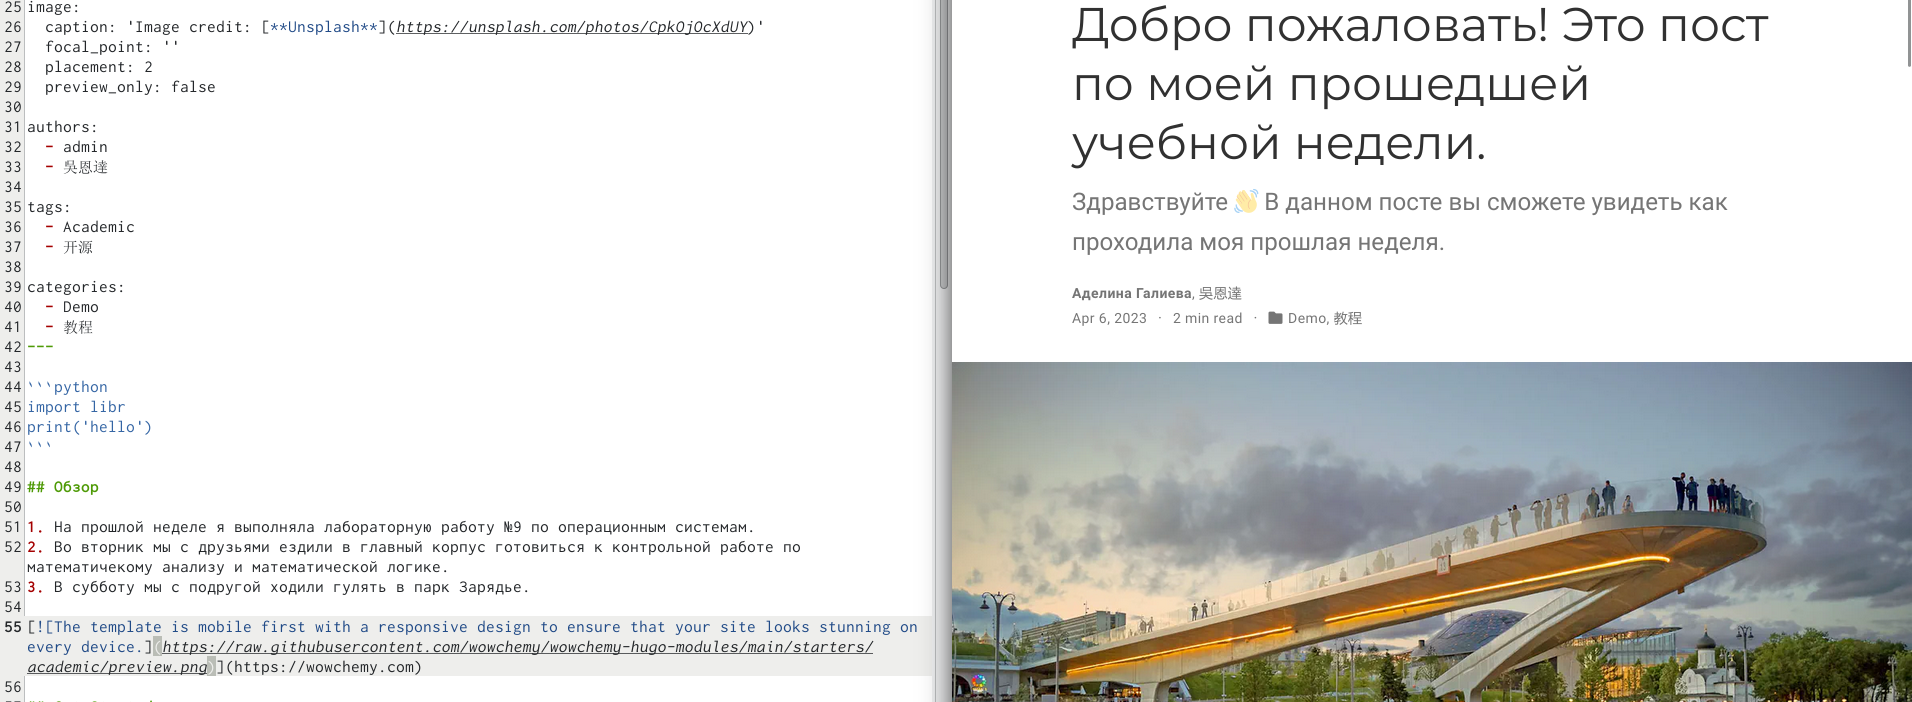 25 image:
26   caption: 'Image credit: [**Unsplash**](https://unsplash.com/photos/CpkOjOcXdUY)'
27   focal_point: ''
28   placement: 2
29   preview_only: false
30
31 authors:
32   - admin
33   - 吳恩達
34
35 tags:
36   - Academic
37   - 开源
38
39 categories:
40   - Demo
41   - 教程
42 ---
43
44 ```python
45 import libr
46 print('hello')
47 ```
48
49 ## Обзор
50
51 1. На прошлой неделе я выполняла лабораторную работу №9 по операционным системам.
52 2. Во вторник мы с друзьями ездили в главный корпус готовиться к контрольной работе по
математичекому анализу и математической логике.
53 3. В субботу мы с подругой ходили гулять в парк Зарядье.
54
55 [![The template is mobile first with a responsive design to ensure that your site looks stunning on
every device.](https://raw.githubusercontent.com/wowchemy/wowchemy-hugo-modules/main/starters/
academic/preview.png)](https://wowchemy.com)
56
Добро пожаловать! Это пост
по моей прошедшей
учебной недели.
Здравствуйте 👋 В данном посте вы сможете увидеть как
проходила моя прошлая неделя.
Аделина Галиева, 吳恩達
Apr 6, 2023 · 2 min read · Demo, 教程